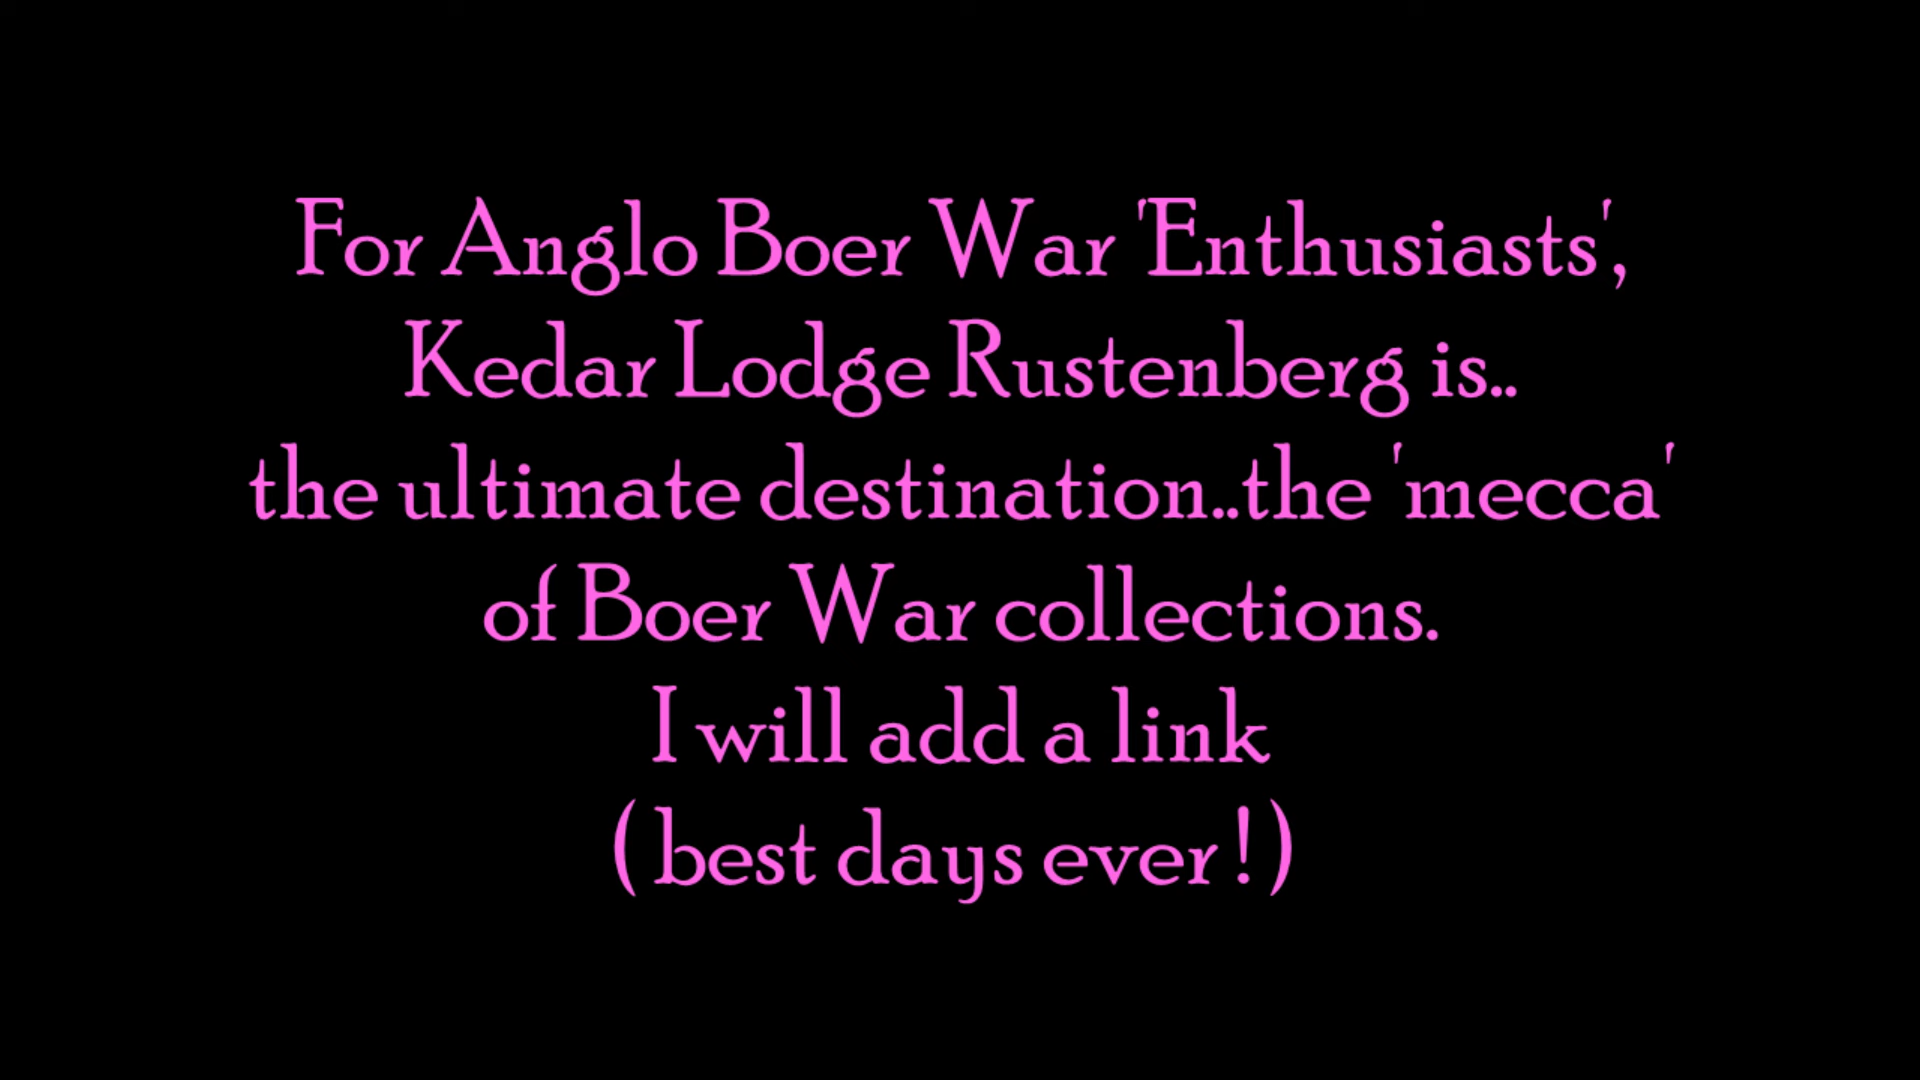 For Anglo Boer War 'Enthusiasts',
Kedar Lodge Rustenberg is..
the ultimate destination..the 'mecca'
of Boer War collections.
I will add a link
(best days ever!)